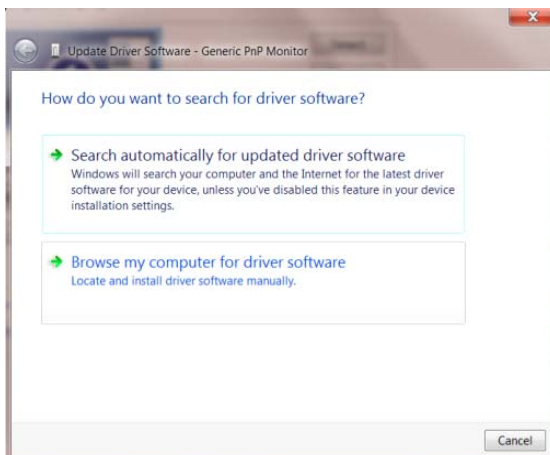 Update Driver Software - Generic PnP Monitor
How do you want to search for driver software?
Search automatically for updated driver software
Windows will search your computer and the Internet for the latest driver
software for your device, unless you've disabled this feature in your device
installation settings.
Browse my computer for driver software
Locate and install driver software manually.
Cancel